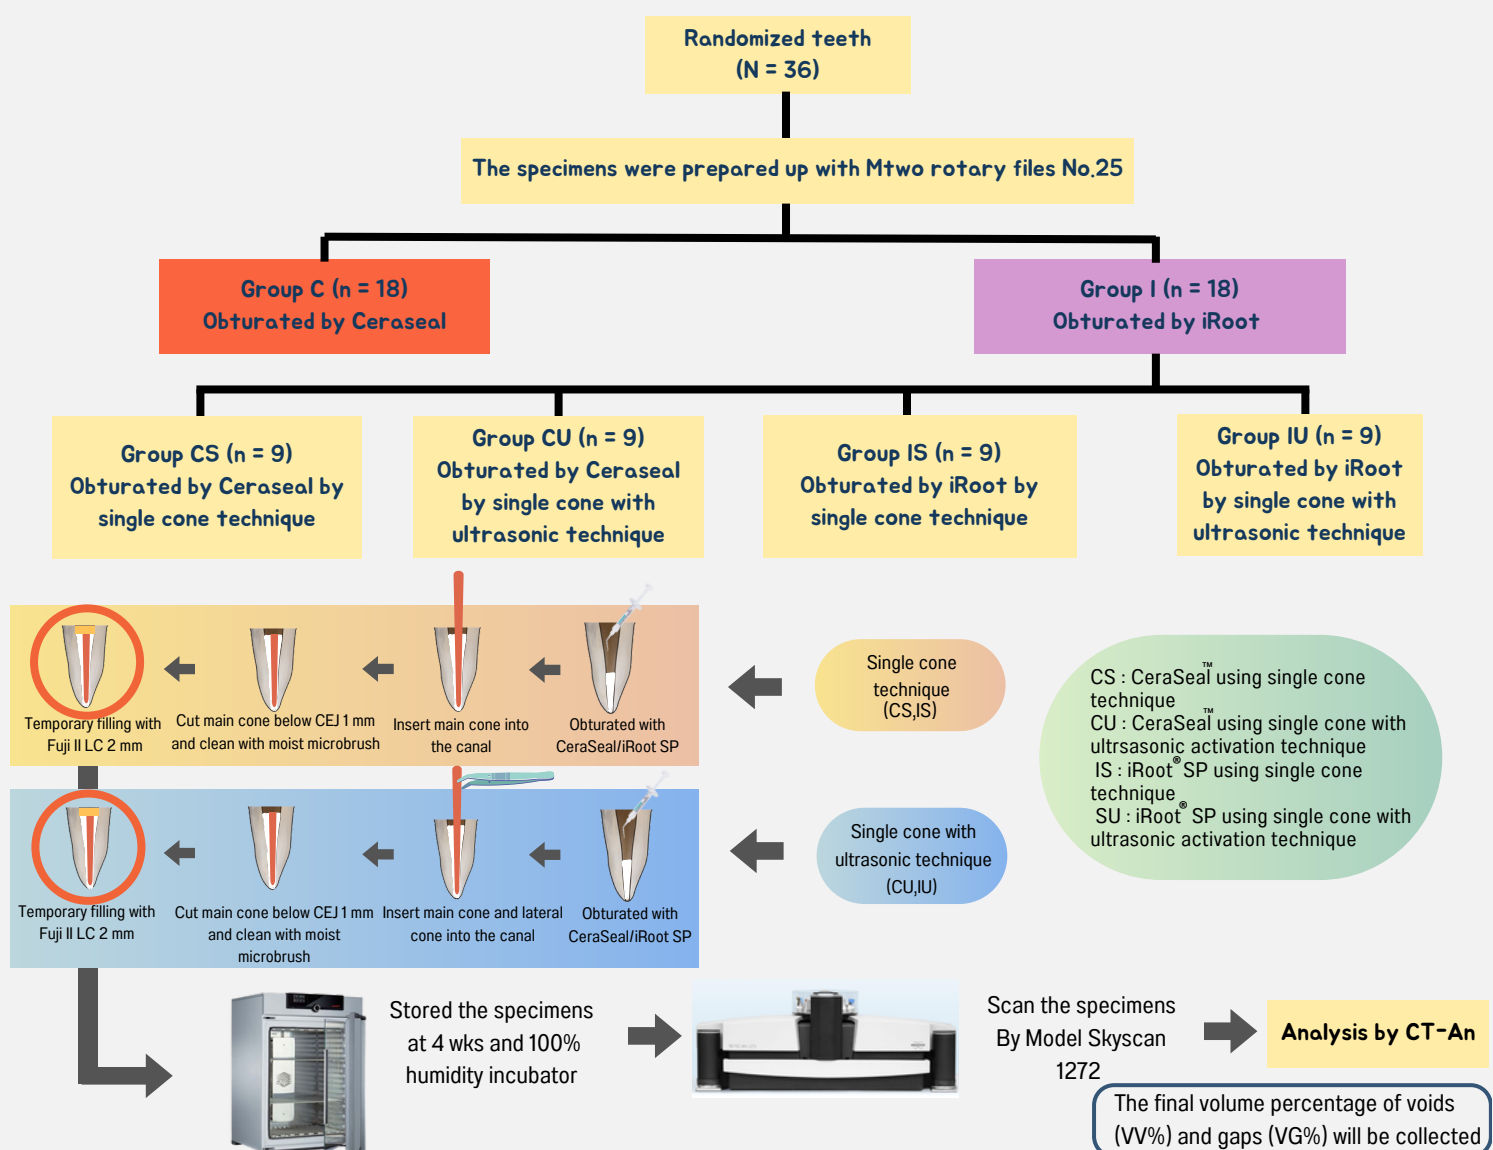 Randomized teeth
(N = 36)
The specimens were prepared up with Mtwo rotary files No.25
Group C (n = 18)
Obturated by Ceraseal
Group I (n = 18)
Obturated by iRoot
Group CS (n = 9)
Obturated by Ceraseal by
single cone technique
Group CU (n = 9)
Obturated by Ceraseal
by single cone with
ultrasonic technique
Group IS (n = 9)
Obturated by iRoot by
single cone technique
Group IU (n = 9)
Obturated by iRoot
by single cone with
ultrasonic technique
Temporary filling with
Fuji II LC 2 mm
Cut main cone below CEJ 1 mm
and clean with moist microbrush
Insert main cone into
the canal
Obturated with
CeraSeal/iRoot SP
Single cone
technique
(CS,IS)
CS : CeraSeal™ using single cone
technique
CU : CeraSeal™ using single cone with
ultrsasonic activation technique
IS : iRoot® SP using single cone
technique
SU : iRoot® SP using single cone with
ultrasonic activation technique
Temporary filling with
Fuji II LC 2 mm
Cut main cone below CEJ 1 mm
and clean with moist
microbrush
Insert main cone and lateral
cone into the canal
Obturated with
CeraSeal/iRoot SP
Single cone with
ultrasonic technique
(CU,IU)
Stored the specimens
at 4 wks and 100%
humidity incubator
Scan the specimens
By Model Skyscan
1272
Analysis by CT-An
The final volume percentage of voids
(VV%) and gaps (VG%) will be collected